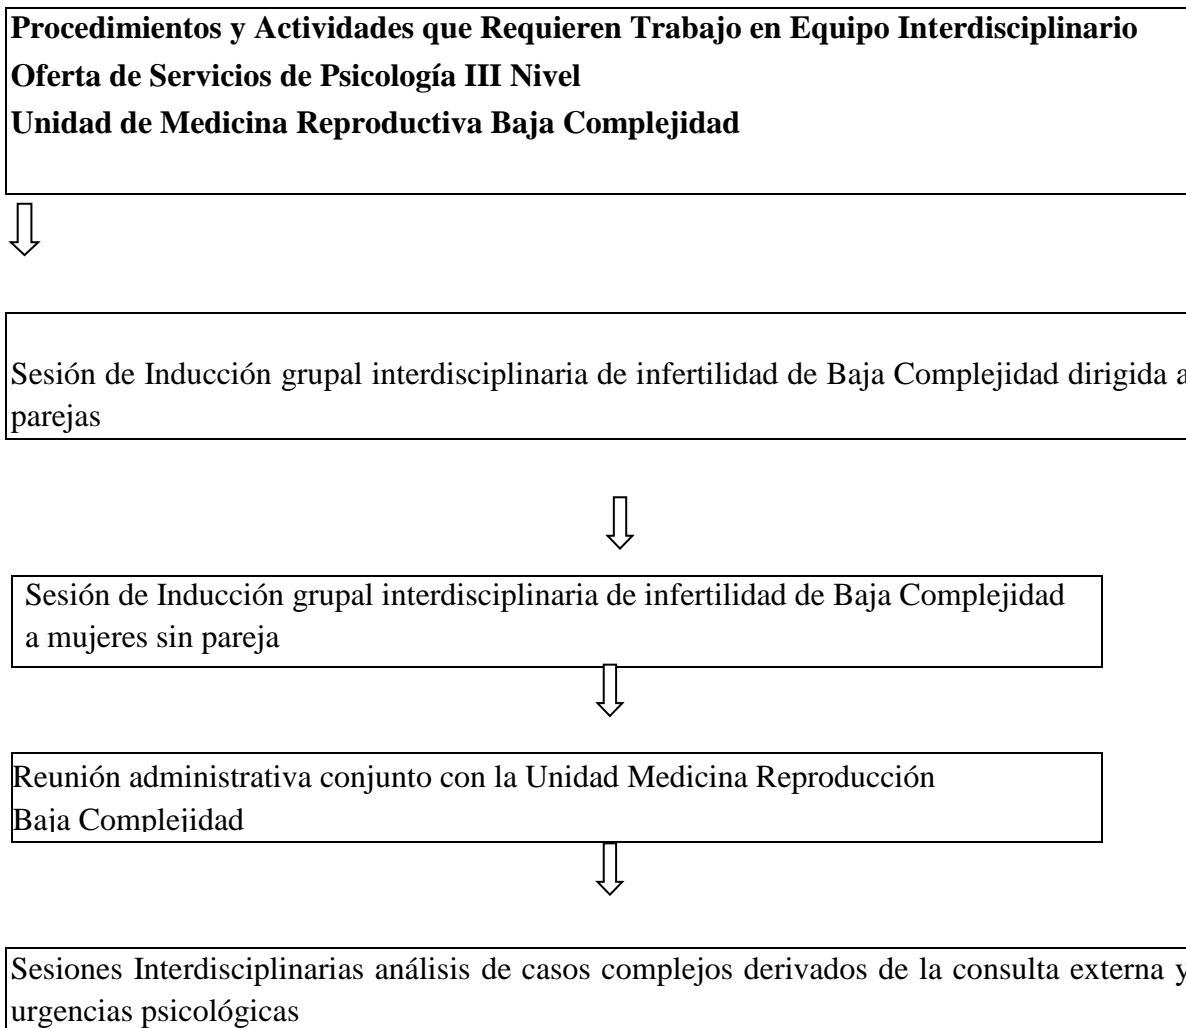 Procedimientos y Actividades que Requieren Trabajo en Equipo Interdisciplinario
Oferta de Servicios de Psicología III Nivel
Unidad de Medicina Reproductiva Baja Complejidad
Sesión de Inducción grupal interdisciplinaria de infertilidad de Baja Complejidad dirigida a
parejas
Sesión de Inducción grupal interdisciplinaria de infertilidad de Baja Complejidad
a mujeres sin pareja
Reunión administrativa conjunto con la Unidad Medicina Reproducción
Baja Complejidad
Sesiones Interdisciplinarias análisis de casos complejos derivados de la consulta externa y
urgencias psicológicas